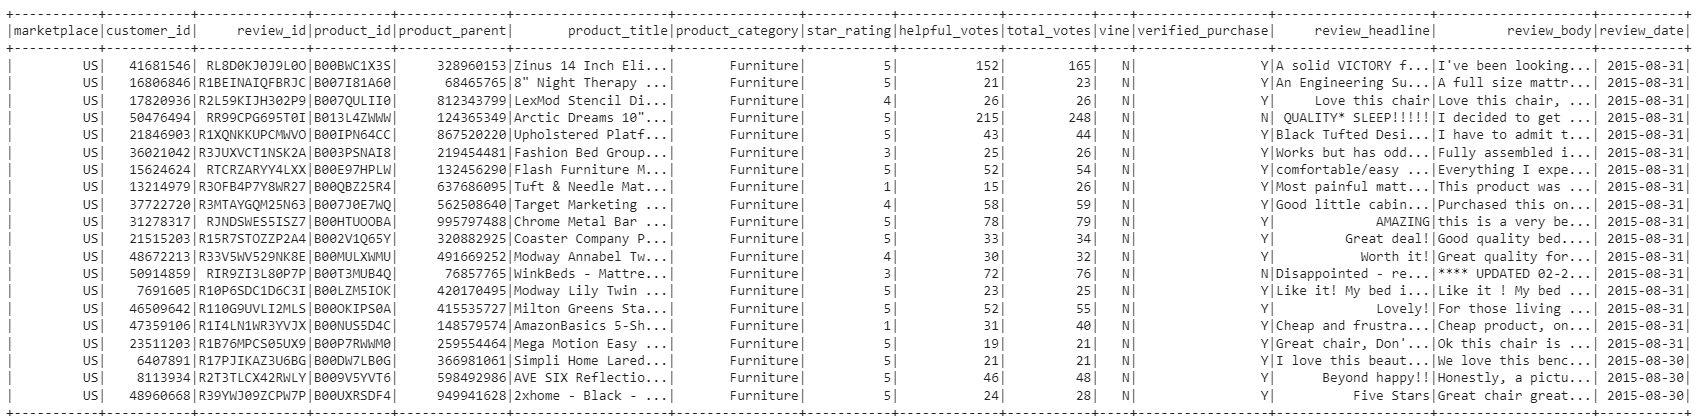 +-----------+-----------+--------------+----------+--------------+--------------------+----------------+-----------+-------------+-----------+----+-----------------+--------------------+--------------------+-----------+
|marketplace|customer_id|     review_id|product_id|product_parent|       product_title|product_category|star_rating|helpful_votes|total_votes|vine|verified_purchase|     review_headline|         review_body|review_date|
+-----------+-----------+--------------+----------+--------------+--------------------+----------------+-----------+-------------+-----------+----+-----------------+--------------------+--------------------+-----------+
|         US|   41681546| RL8D0KJ0J9L0O|B00BWC1X3S|     328960153|Zinus 14 Inch Eli...|       Furniture|          5|          152|        165|   N|                Y|A solid VICTORY f...|I've been looking...| 2015-08-31|
|         US|   16806846|R1BEINAIQFBRJC|B007I81A60|      68465765|8" Night Therapy ...|       Furniture|          5|           21|         23|   N|                Y|An Engineering Su...|A full size mattr...| 2015-08-31|
|         US|   17820936|R2L59KIJH302P9|B007QULII0|     812343799|LexMod Stencil Di...|       Furniture|          4|           26|         26|   N|                Y|     Love this chair|Love this chair, ...| 2015-08-31|
|         US|   50476494| RR99CPG695T0I|B013L4ZWWW|     124365349|Arctic Dreams 10"...|       Furniture|          5|          215|        248|   N|                N| QUALITY* SLEEP!!!!!|I decided to get ...| 2015-08-31|
|         US|   21846903|R1XQNKKUPCMWVO|B00IPN64CC|     867520220|Upholstered Platf...|       Furniture|          5|           43|         44|   N|                Y|Black Tufted Desi...|I have to admit t...| 2015-08-31|
|         US|   36021042|R3JUXVCT1NSK2A|B003PSNAI8|     219454481|Fashion Bed Group...|       Furniture|          3|           25|         26|   N|                Y|Works but has odd...|Fully assembled i...| 2015-08-31|
|         US|   15624624| RTCRZARYY4LXX|B00E97HPLW|     132456290|Flash Furniture M...|       Furniture|          5|           52|         54|   N|                Y|comfortable/easy ...|Everything I expe...| 2015-08-31|
|         US|   13214979|R3OFB4P7Y8WR27|B00QBZ25R4|     637686095|Tuft & Needle Mat...|       Furniture|          1|           15|         26|   N|                Y|Most painful matt...|This product was ...| 2015-08-31|
|         US|   37722720|R3MTAYGQM25N63|B007J0E7WQ|     562508640|Target Marketing ...|       Furniture|          4|           58|         59|   N|                Y|Good little cabin...|Purchased this on...| 2015-08-31|
|         US|   31278317| RJNDSWES5ISZ7|B00HTUOOBA|     995797488|Chrome Metal Bar ...|       Furniture|          5|           78|         79|   N|                Y|             AMAZING|this is a very be...| 2015-08-31|
|         US|   21515203|R15R7STOZZP2A4|B002V1Q65Y|     320882925|Coaster Company P...|       Furniture|          5|           33|         34|   N|                Y|         Great deal!|Good quality bed....| 2015-08-31|
|         US|   48672213|R33V5WV529NK8E|B00MULXWMU|     491669252|Modway Annabel Tw...|       Furniture|          4|           30|         32|   N|                Y|           Worth it!|Great quality for...| 2015-08-31|
|         US|   50914859| RIR9ZI3L80P7P|B00T3MUB4Q|      76857765|WinkBeds - Mattre...|       Furniture|          3|           72|         76|   N|                N|Disappointed - re...|**** UPDATED 02-2...| 2015-08-31|
|         US|    7691605|R10P6SDC1D6C3I|B00LZM5IOK|     420170495|Modway Lily Twin ...|       Furniture|          5|           23|         25|   N|                Y|Like it! My bed i...|Like it ! My bed ...| 2015-08-31|
|         US|   46509642|R110G9UVLI2MLS|B00OKIPS0A|     415535727|Milton Greens Sta...|       Furniture|          5|           52|         55|   N|                Y|             Lovely!|For those living ...| 2015-08-31|
|         US|   47359106|R1I4LN1WR3YVJX|B00NUS5D4C|     148579574|AmazonBasics 5-Sh...|       Furniture|          1|           31|         40|   N|                Y|Cheap and frustra...|Cheap product, on...| 2015-08-31|
|         US|   23511203|R1B76MPCS05UX9|B00P7RWWM0|     259554464|Mega Motion Easy ...|       Furniture|          5|           19|         21|   N|                Y|Great chair, Don'...|Ok this chair is ...| 2015-08-31|
|         US|    6407891|R17PJIKAZ3U6BG|B00DW7LB0G|     366981061|Simpli Home Lared...|       Furniture|          5|           21|         21|   N|                Y|I love this beaut...|We love this benc...| 2015-08-30|
|         US|    8113934|R2T3TLCX42RWLY|B009V5YVT6|     598492986|AVE SIX Reflectio...|       Furniture|          5|           46|         48|   N|                Y|      Beyond happy!!|Honestly, a pictu...| 2015-08-30|
|         US|   48960668|R39YWJ09ZCPW7P|B00UXRSDF4|     949941628|2xhome - Black - ...|       Furniture|          5|           24|         28|   N|                Y|          Five Stars|Great chair great...| 2015-08-30|
+-----------+-----------+--------------+----------+--------------+--------------------+----------------+-----------+-------------+-----------+----+-----------------+--------------------+--------------------+-----------+